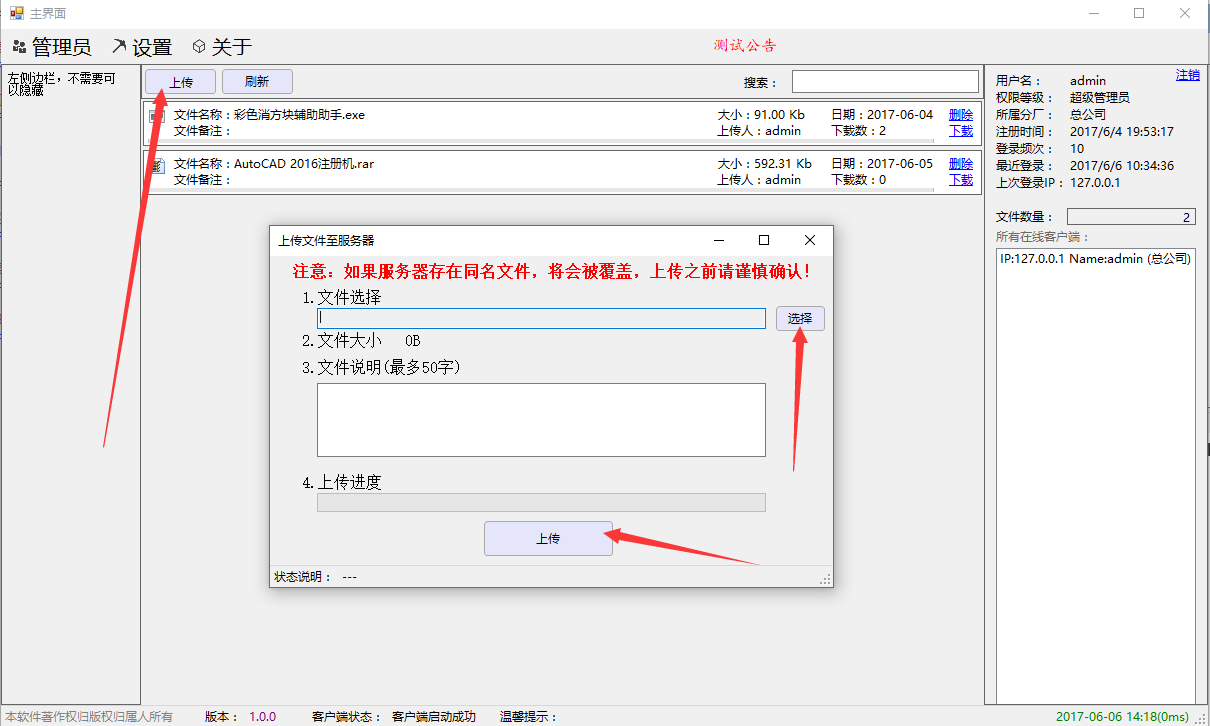 主界面
管理员 设置 关于 测试公告
左侧边栏，不需要可
以隐藏
上传 刷新 搜索：
文件名称：彩色消方块辅助助手.exe 大小：91.00 Kb 日期：2017-06-04 删除
文件备注： 上传人：admin 下载数：2 下载
文件名称：AutoCAD 2016注册机.rar 大小：592.31 Kb 日期：2017-06-05 删除
文件备注： 上传人：admin 下载数：0 下载
上传文件至服务器
注意：如果服务器存在同名文件，将会被覆盖，上传之前请谨慎确认！
1.文件选择
选择
2.文件大小 0B
3.文件说明(最多50字)
4.上传进度
上传
状态说明： ---
注销
用户名： admin
权限等级： 超级管理员
所属分厂： 总公司
注册时间： 2017/6/4 19:53:17
登录频次： 10
最近登录： 2017/6/6 10:34:36
上次登录IP： 127.0.0.1
文件数量： 2
所有在线客户端：
IP:127.0.0.1 Name:admin (总公司)
本软件著作权归版权归属人所有 版本： 1.0.0 客户端状态： 客户端启动成功 温馨提示： 2017-06-06 14:18(0ms)